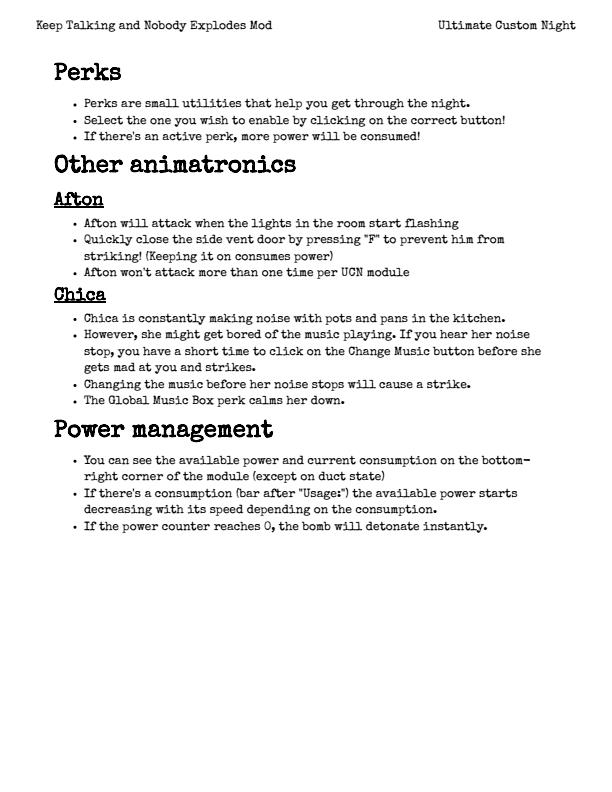 Keep Talking and Nobody Explodes Mod
Ultimate Custom Night
Perks
• Perks are small utilities that help you get through the night.
• Select the one you wish to enable by clicking on the correct button!
• If there's an active perk, more power will be consumed!
Other animatronics
Afton
• Afton will attack when the lights in the room start flashing
• Quickly close the side vent door by pressing "F" to prevent him from
striking! (Keeping it on consumes power)
• Afton won't attack more than one time per UCN module
Chica
• Chica is constantly making noise with pots and pans in the kitchen.
• However, she might get bored of the music playing. If you hear her noise
stop, you have a short time to click on the Change Music button before she
gets mad at you and strikes.
• Changing the music before her noise stops will cause a strike.
• The Global Music Box perk calms her down.
Power management
• You can see the available power and current consumption on the bottom-
right corner of the module (except on duct state)
• If there's a consumption (bar after "Usage:") the available power starts
decreasing with its speed depending on the consumption.
• If the power counter reaches 0, the bomb will detonate instantly.